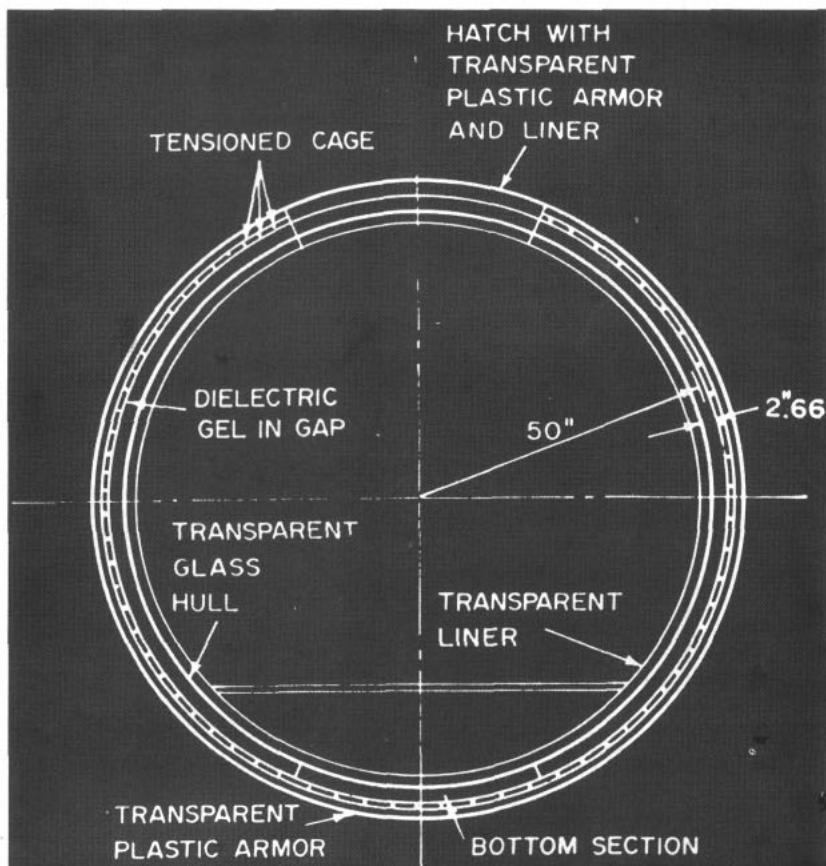 HATCH WITH
TRANSPARENT
PLASTIC ARMOR
AND LINER
TENSIONED CAGE
DIELECTRIC
GEL IN GAP
50"
2".66
TRANSPARENT
GLASS
HULL
TRANSPARENT
LINER
TRANSPARENT
PLASTIC ARMOR
BOTTOM SECTION